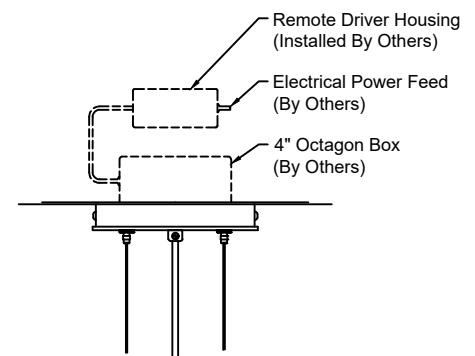 Remote Driver Housing
(Installed By Others)
Electrical Power Feed
(By Others)
4" Octagon Box
(By Others)